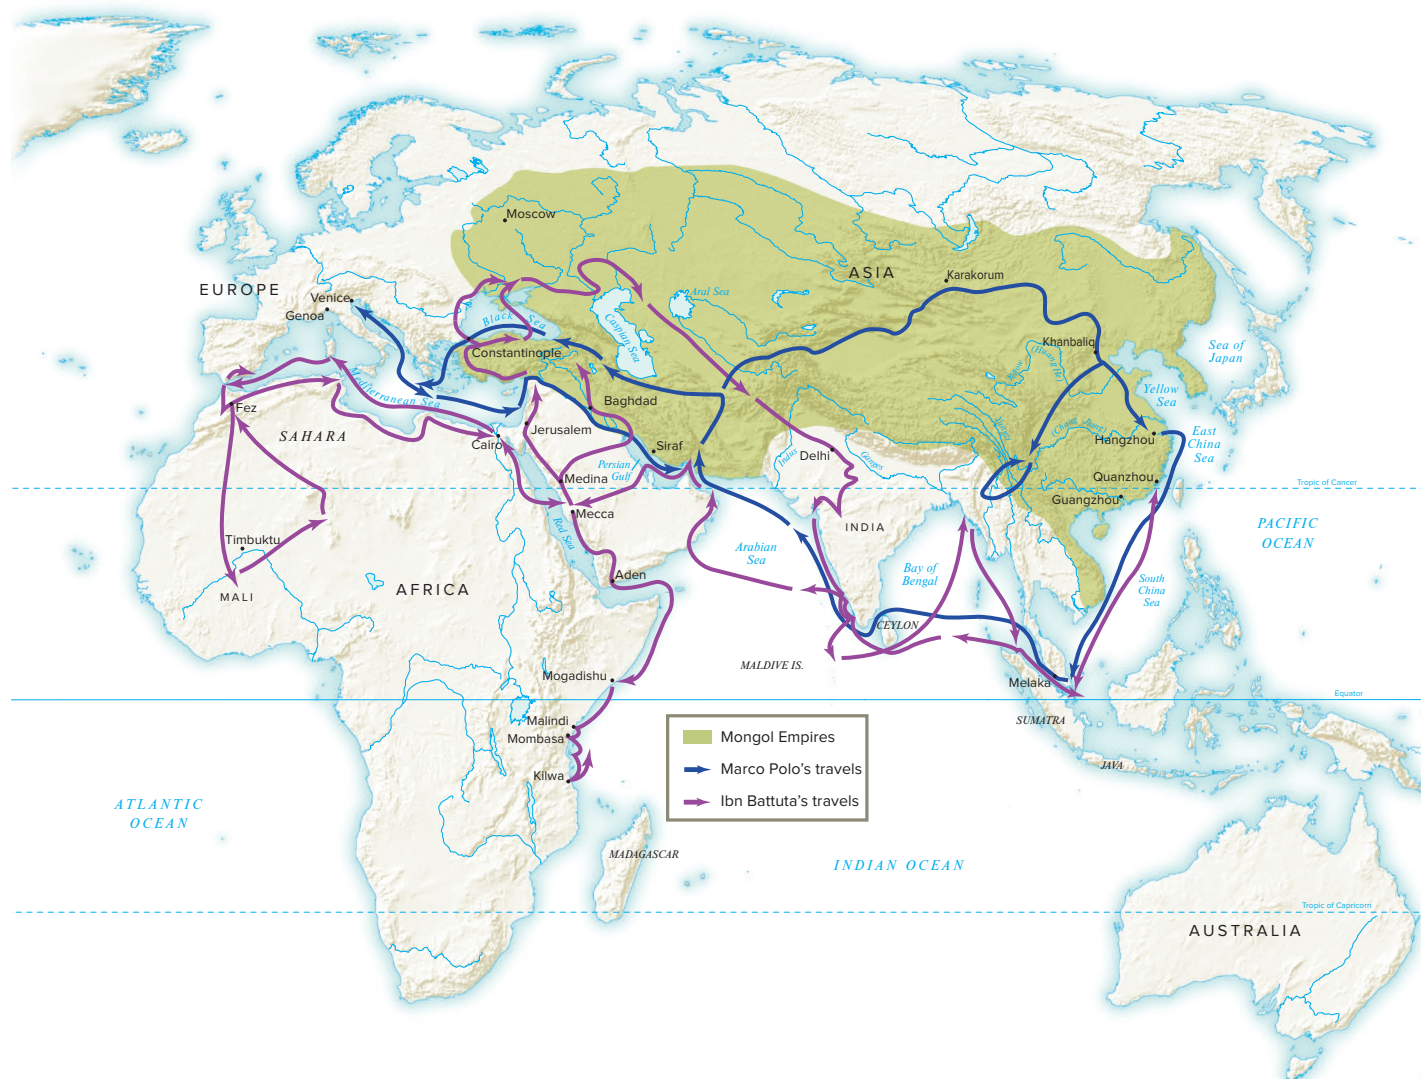 Moscow
ASIA
Karakorum
EUROPE
Venice
Genoa
Aral Sea
Black Sea
Caspian Sea
Constantinople
Khanbaliq
(Huang He)
Sea of
Japan
Mediterranean Sea
Yellow
Sea
Fez
Baghdad
SAHARA
Cairo
Jerusalem
Siraf
Delhi
Indus
Ganges
(Chang Jiang)
Hangzhou
East
China
Sea
Persian
Gulf
Medina
Quanzhou
Guangzhou
Tropic of Cancer
Mecca
Red Sea
INDIA
PACIFIC
OCEAN
Timbuktu
Arabian
Sea
Bay of
Bengal
Aden
AFRICA
MALI
South
China
Sea
CEYLON
MALDIVE IS.
Mogadishu
Melaka
Equator
Malindi
Mombasa
SUMATRA
Kilwa
JAVA
Mongol Empires
Marco Polo's travels
Ibn Battuta's travels
ATLANTIC
OCEAN
MADAGASCAR
INDIAN OCEAN
Tropic of Capricorn
AUSTRALIA